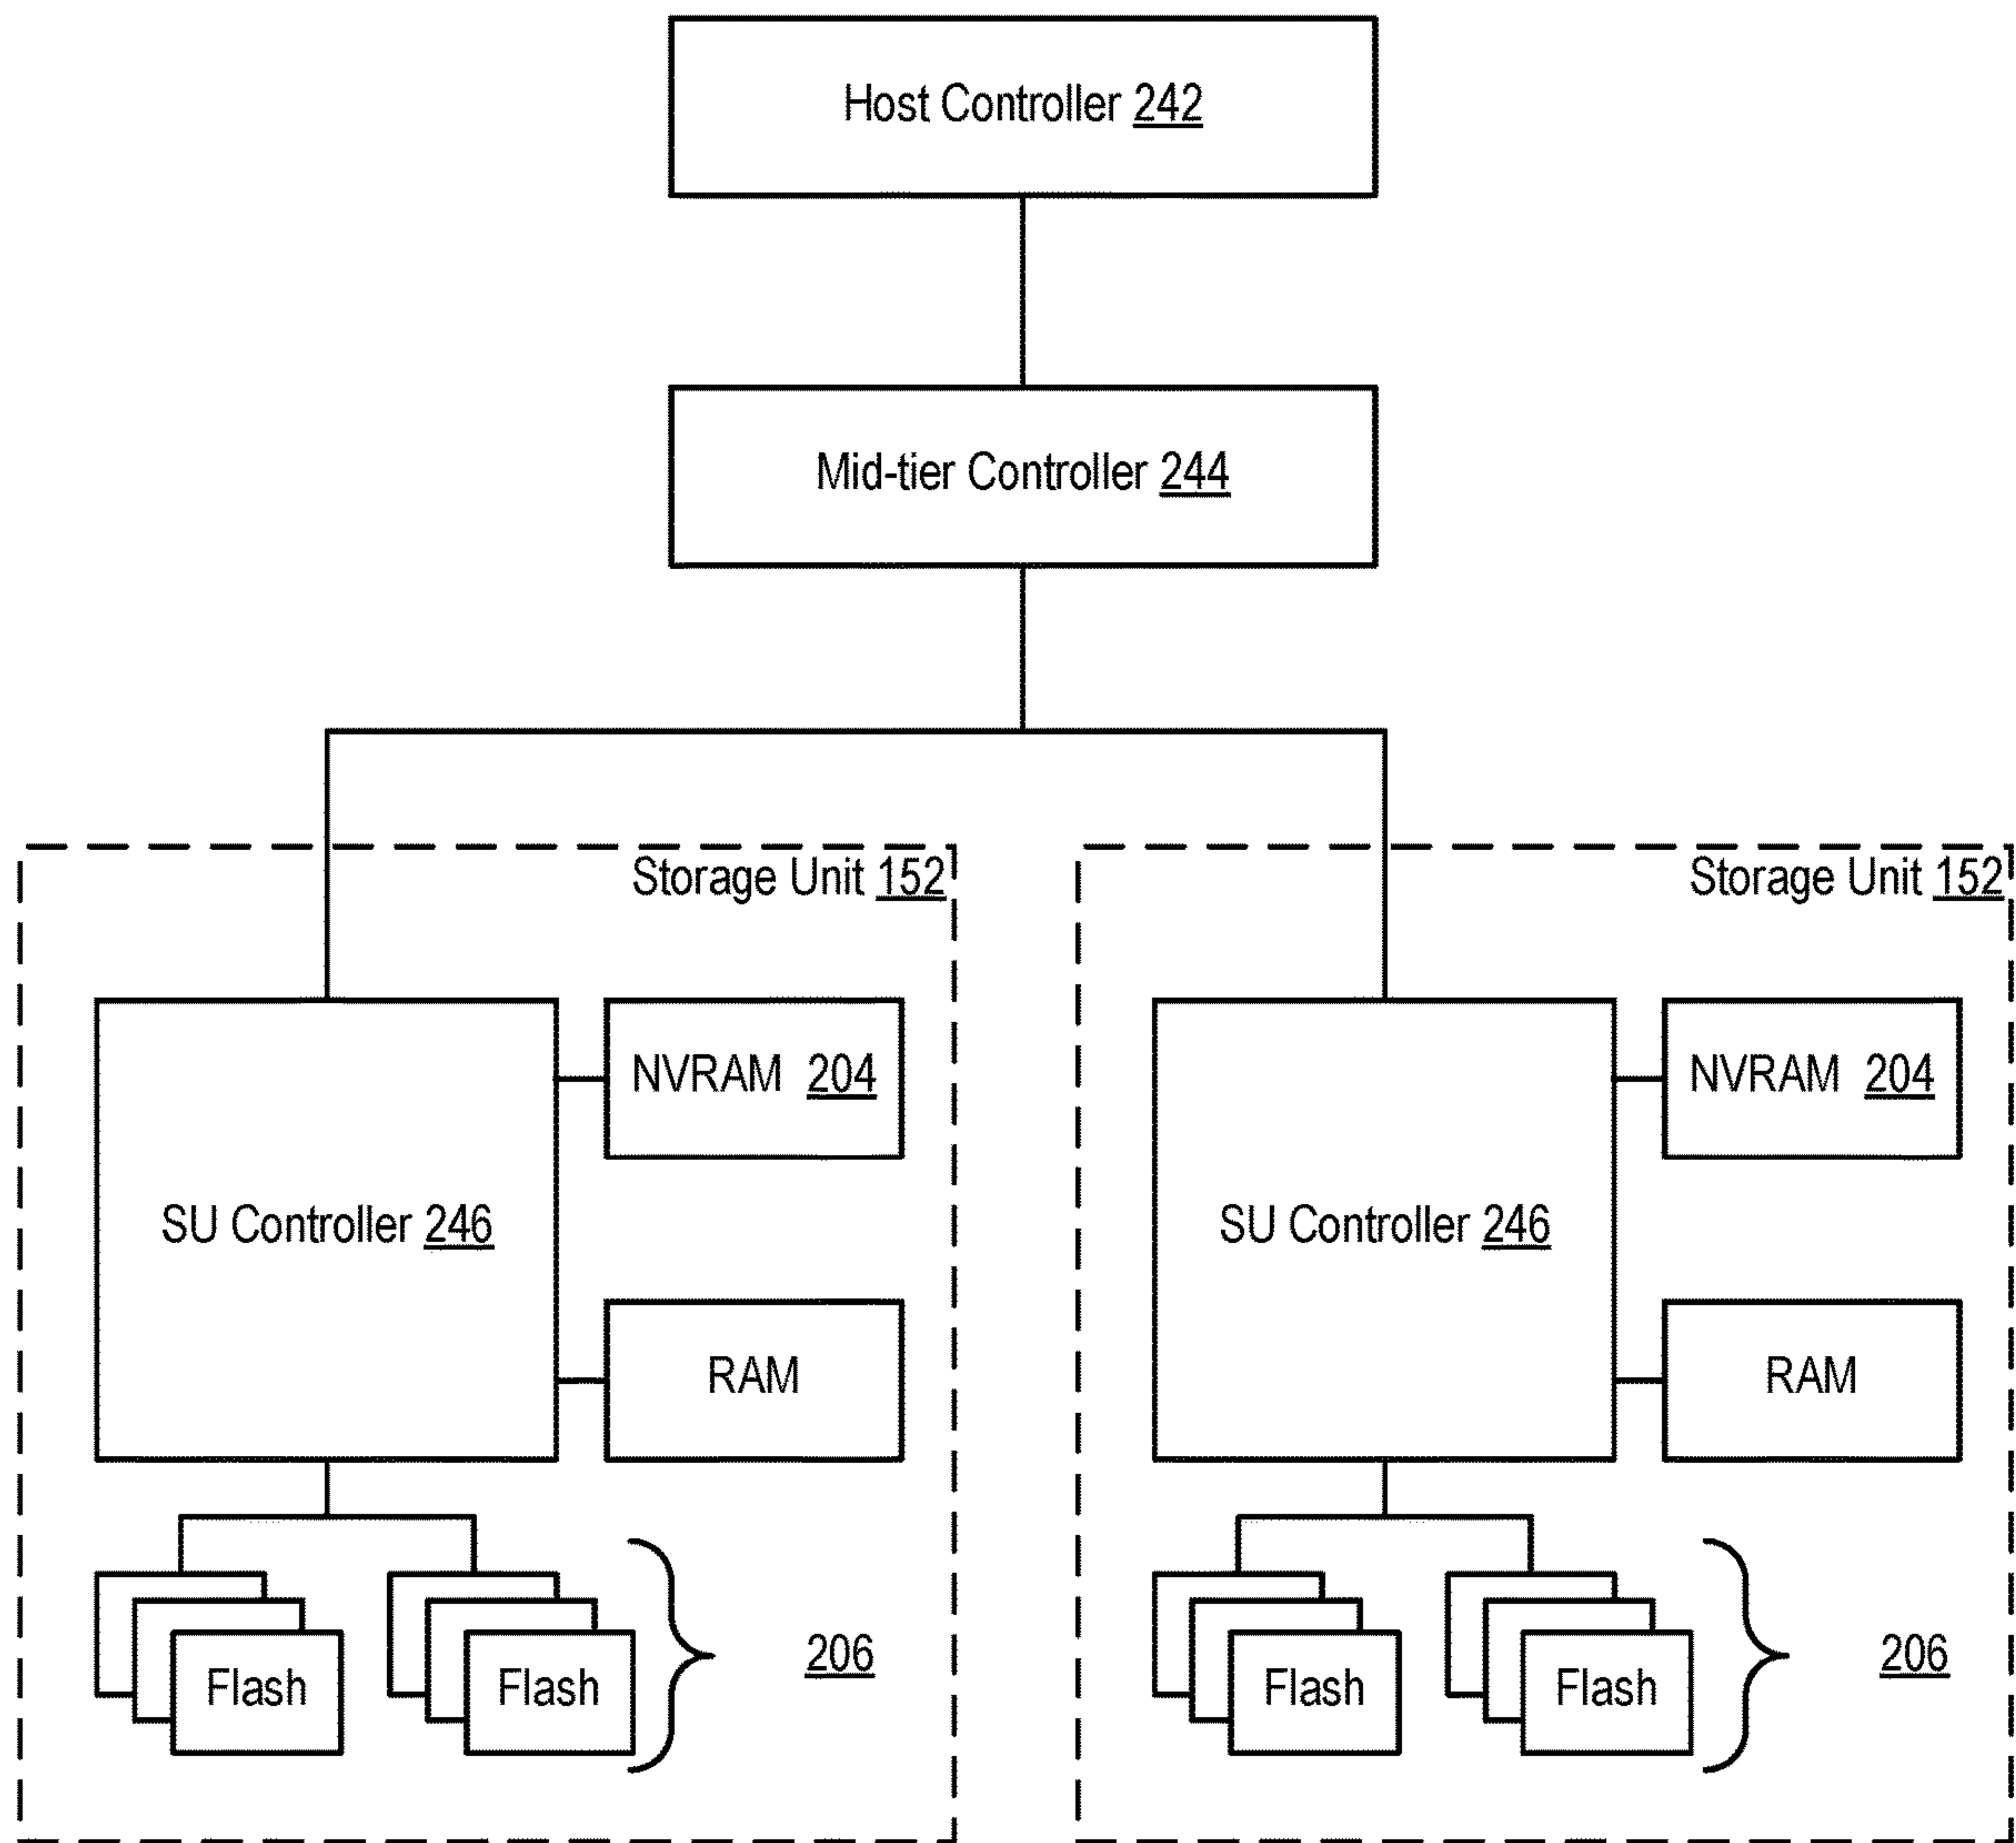 Host Controller 242
Mid-tier Controller 244
Storage Unit 152
NVRAM 204
SU Controller 246
RAM
Flash
Flash
206
Storage Unit 152
NVRAM 204
SU Controller 246
RAM
Flash
Flash
206